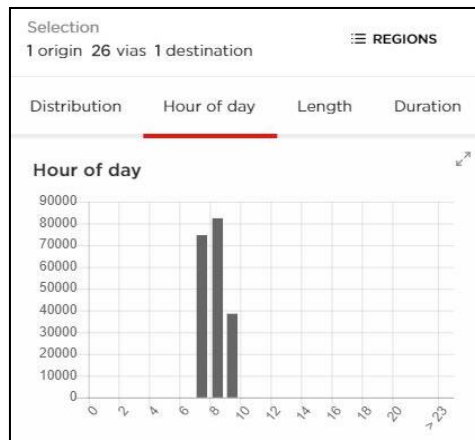 Selection
1 origin 26 vias 1 destination
REGIONS
Distribution Hour of day Length Duration
Hour of day
90000
80000
70000
60000
50000
40000
30000
20000
10000
0
0 2 4 6 8 10 12 14 16 18 20 > 23